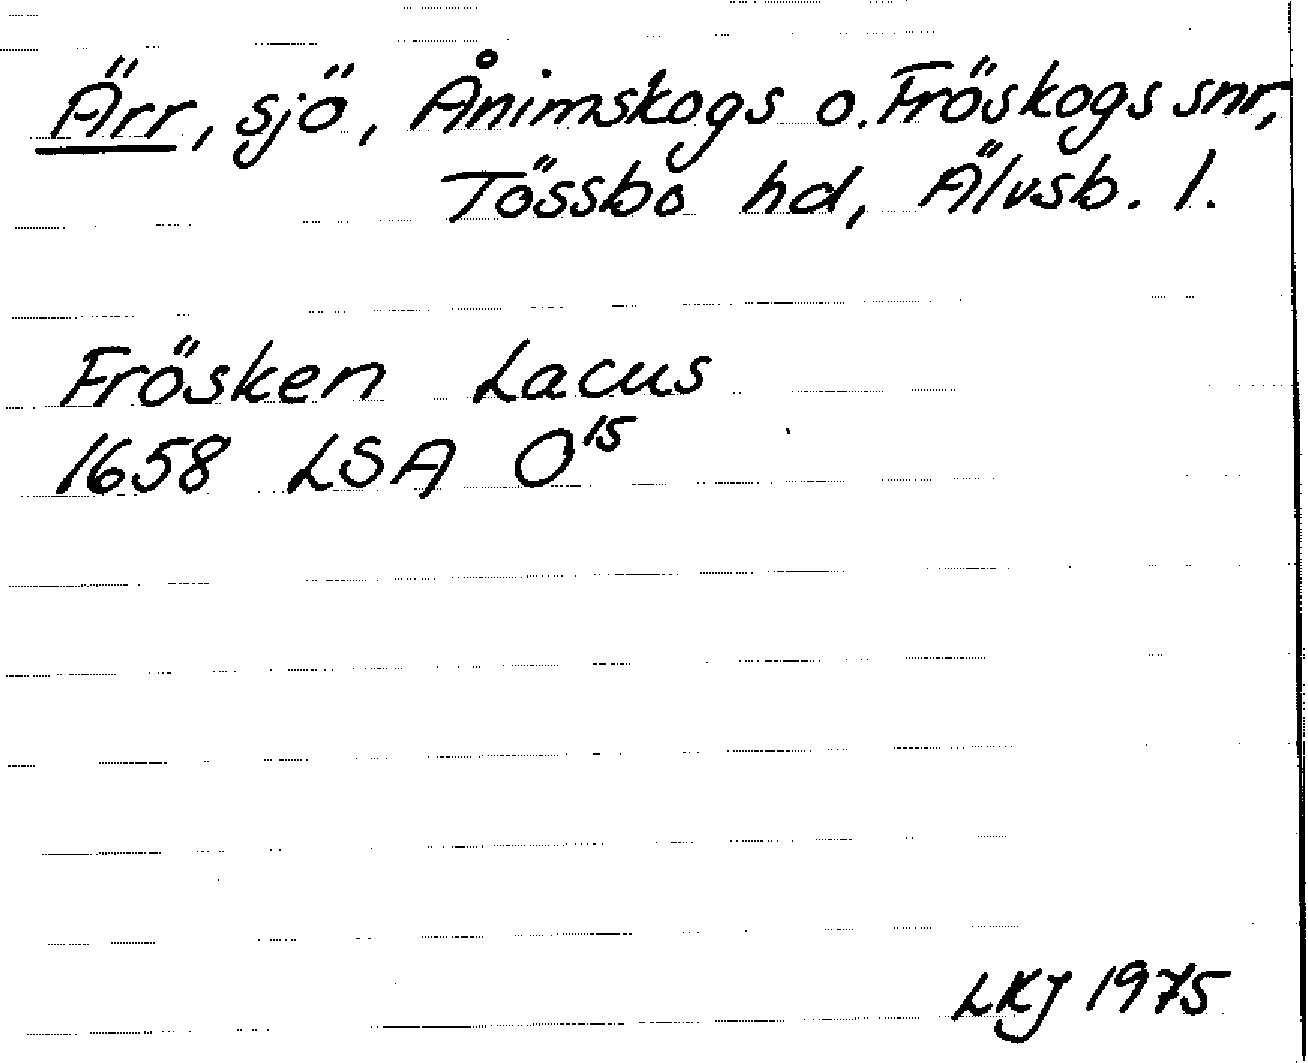 Ärr, sjö, Ånimskogs o. Fröskogs snr,
Tössbo hd, Älvsb. l.
Frösken Lacus
1658 LSA O15
LKJ 1975